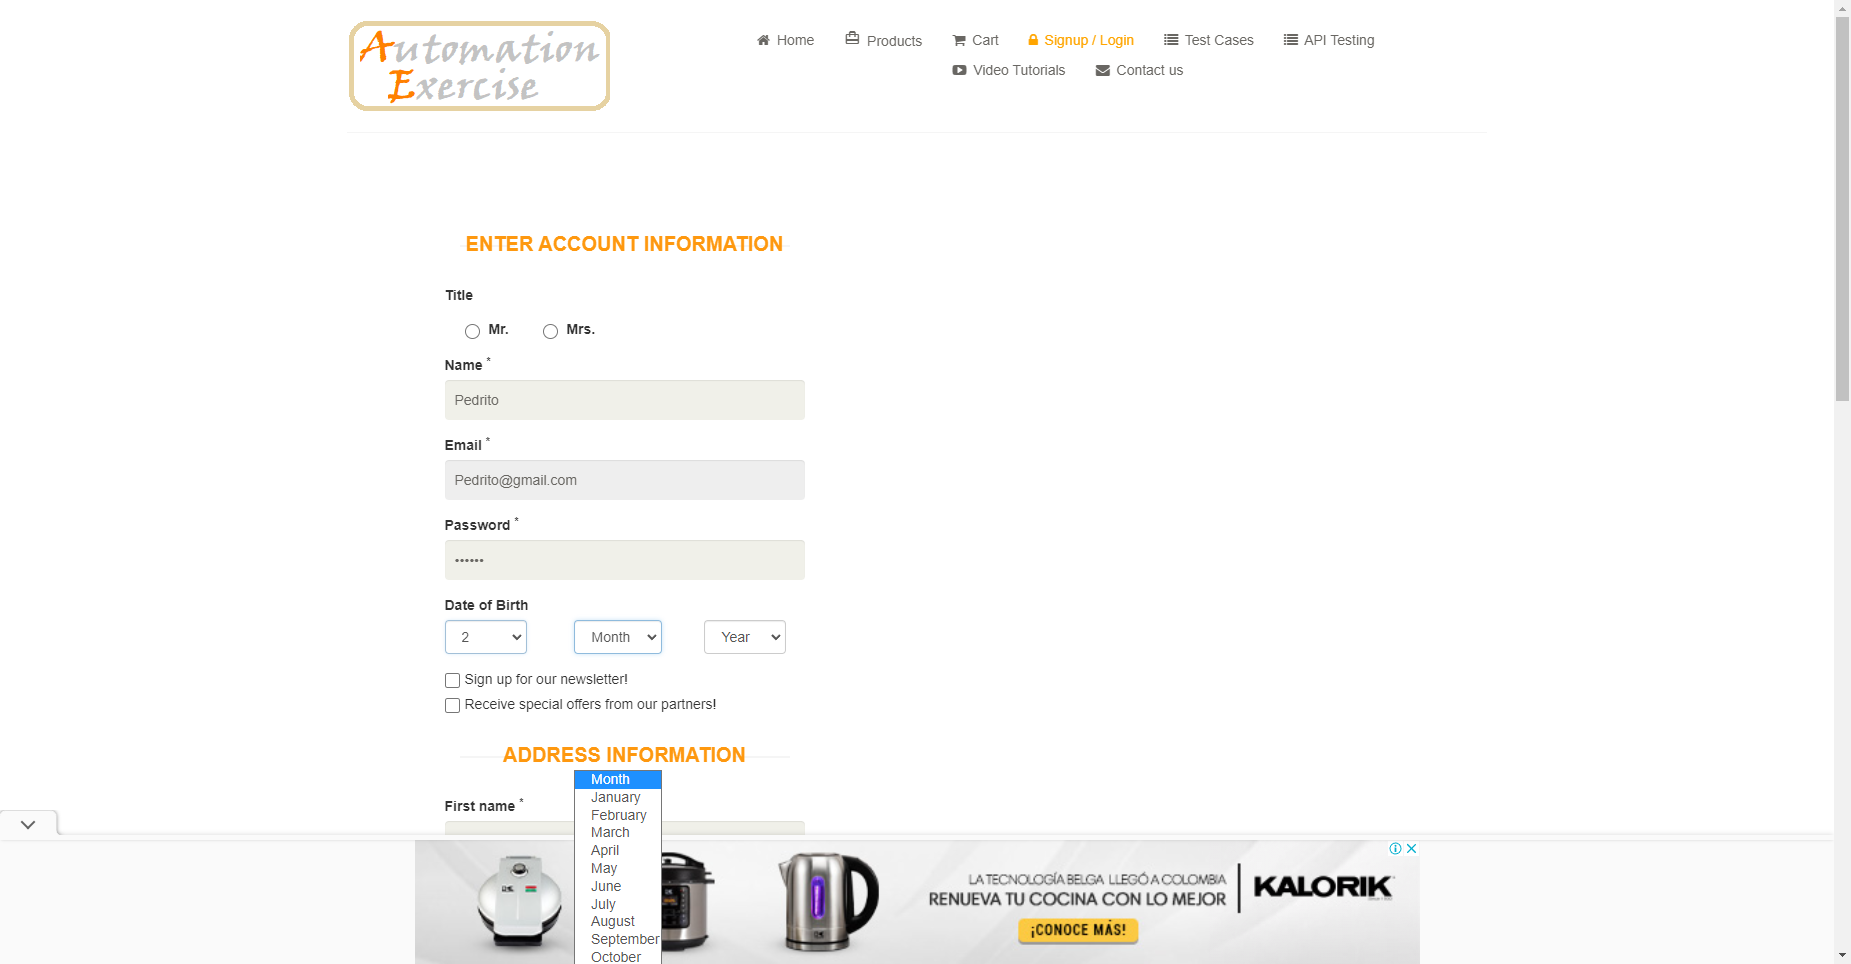 Automation
Exercise
Home
Products
Cart
Signup / Login
Test Cases
API Testing
Video Tutorials
Contact us
ENTER ACCOUNT INFORMATION
Title
Mr.
Mrs.
Name *
Pedrito
Email *
Pedrito@gmail.com
Password *
••••••
Date of Birth
2
Month
Year
Sign up for our newsletter!
Receive special offers from our partners!
ADDRESS INFORMATION
First name *
Month
January
February
March
April
May
June
July
August
September
October
LA TECNOLOGÍA BELGA LLEGÓ A COLOMBIA
RENUEVA TU COCINA CON LO MEJOR
¡CONOCE MÁS!
KALORIK